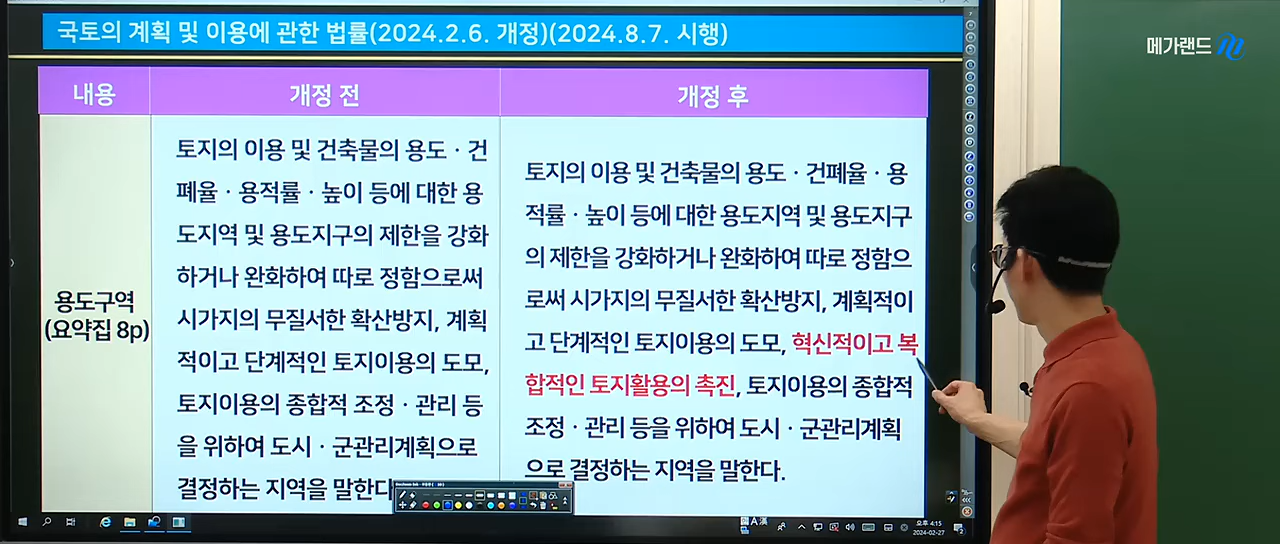 국토의 계획 및 이용에 관한 법률(2024.2.6. 개정)(2024.8.7. 시행)
메가랜드
내용
개정 전
개정 후
용도구역
(요약집 8p)
토지의 이용 및 건축물의 용도 · 건
폐율 · 용적률 · 높이 등에 대한 용
도지역 및 용도지구의 제한을 강화
하거나 완화하여 따로 정함으로써
시가지의 무질서한 확산방지, 계획
적이고 단계적인 토지이용의 도모,
토지이용의 종합적 조정 · 관리 등
을 위하여 도시 · 군관리계획으로
결정하는 지역을 말한다
토지의 이용 및 건축물의 용도 · 건폐율 · 용
적률 · 높이 등에 대한 용도지역 및 용도지구
의 제한을 강화하거나 완화하여 따로 정함으
로써 시가지의 무질서한 확산방지, 계획적이
고 단계적인 토지이용의 도모, 혁신적이고 복
합적인 토지활용의 촉진, 토지이용의 종합적
조정 · 관리 등을 위하여 도시 · 군관리계획
으로 결정하는 지역을 말한다.
A 漢
오후 4:15
2024-02-27